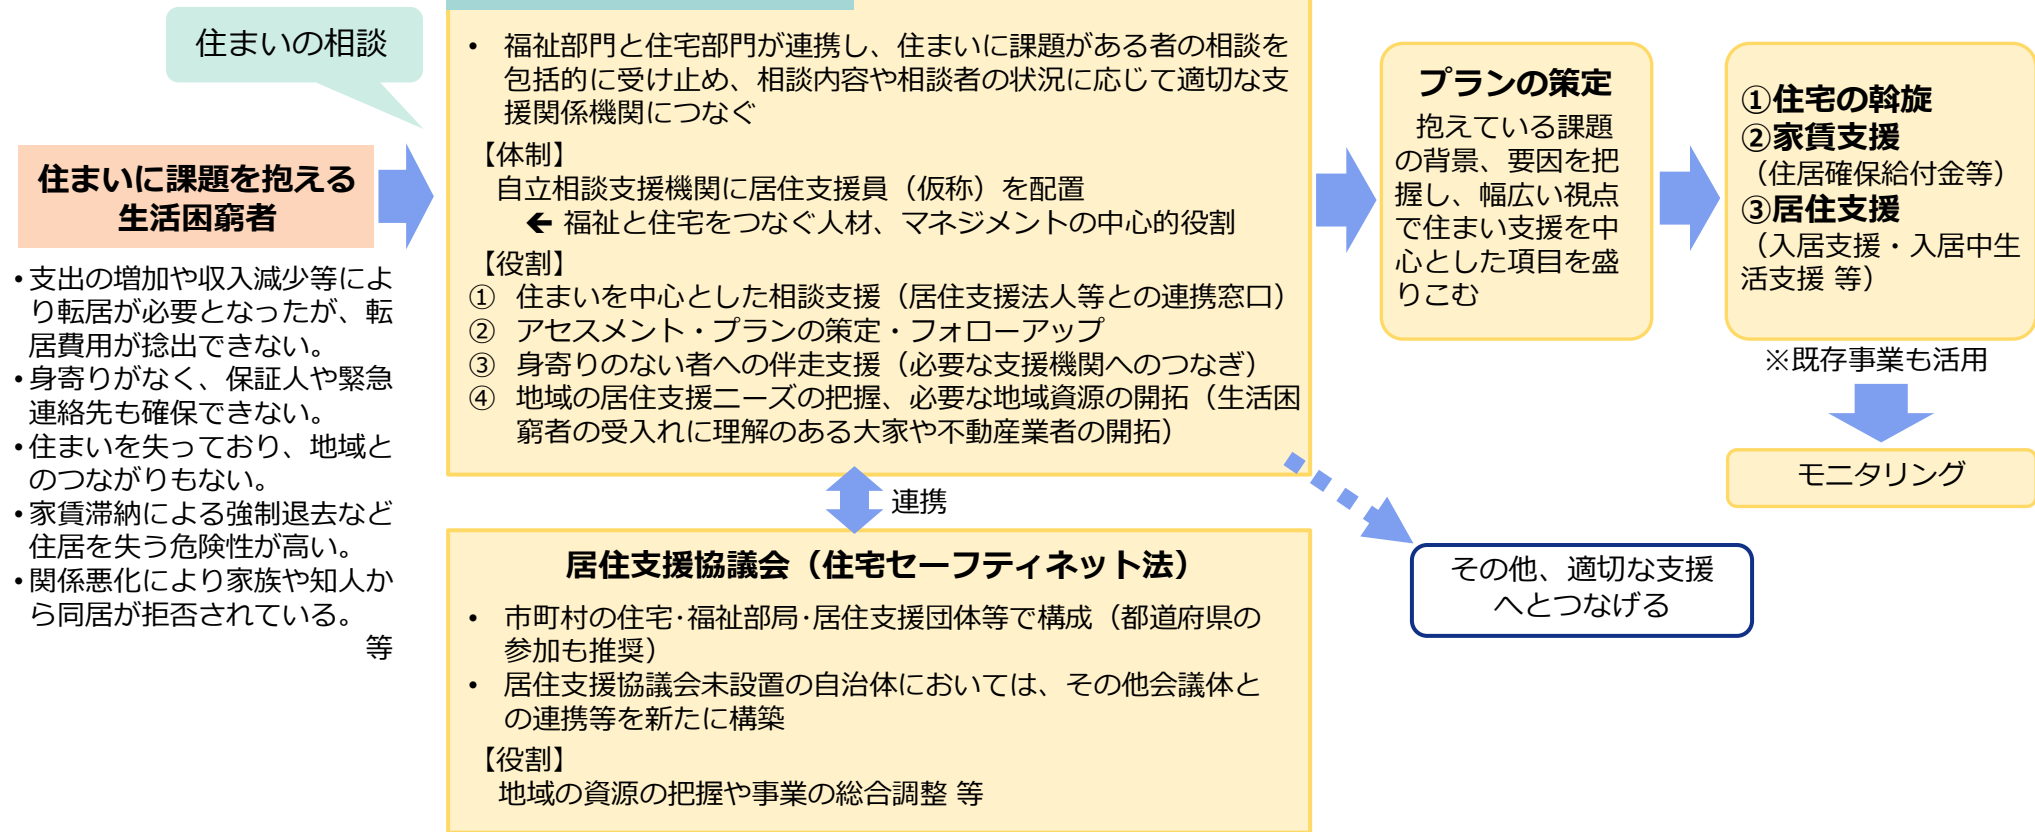 住まいの相談
住まいに課題を抱える
生活困窮者
•支出の増加や収入減少等によ
り転居が必要となったが、転
居費用が捻出できない。
•身寄りがなく、保証人や緊急
連絡先も確保できない。
•住まいを失っており、地域と
のつながりもない。
•家賃滞納による強制退去など
住居を失う危険性が高い。
•関係悪化により家族や知人か
ら同居が拒否されている。
等
• 福祉部門と住宅部門が連携し、住まいに課題がある者の相談を
包括的に受け止め、相談内容や相談者の状況に応じて適切な支
援関係機関につなぐ
【体制】
自立相談支援機関に居住支援員（仮称）を配置
← 福祉と住宅をつなぐ人材、マネジメントの中心的役割
【役割】
① 住まいを中心とした相談支援（居住支援法人等との連携窓口）
② アセスメント・プランの策定・フォローアップ
③ 身寄りのない者への伴走支援（必要な支援機関へのつなぎ）
④ 地域の居住支援ニーズの把握、必要な地域資源の開拓（生活困
窮者の受入れに理解のある大家や不動産業者の開拓）
連携
居住支援協議会（住宅セーフティネット法）
• 市町村の住宅･福祉部局･居住支援団体等で構成（都道府県の
参加も推奨）
• 居住支援協議会未設置の自治体においては、その他会議体と
の連携等を新たに構築
【役割】
地域の資源の把握や事業の総合調整 等
プランの策定
抱えている課題
の背景、要因を把
握し、幅広い視点
で住まい支援を中
心とした項目を盛
りこむ
①住宅の斡旋
②家賃支援
（住居確保給付金等）
③居住支援
（入居支援・入居中生
活支援 等）
※既存事業も活用
モニタリング
その他、適切な支援
へとつなげる